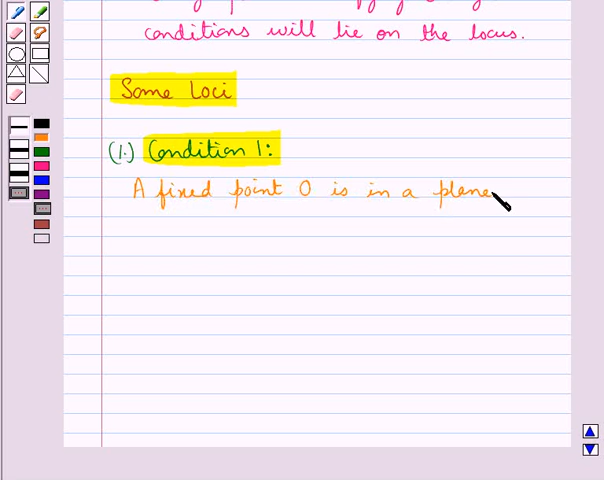 conditions will lie on the locus.
Some Loci
(1.) Condition 1:
A fixed point O is in a plane